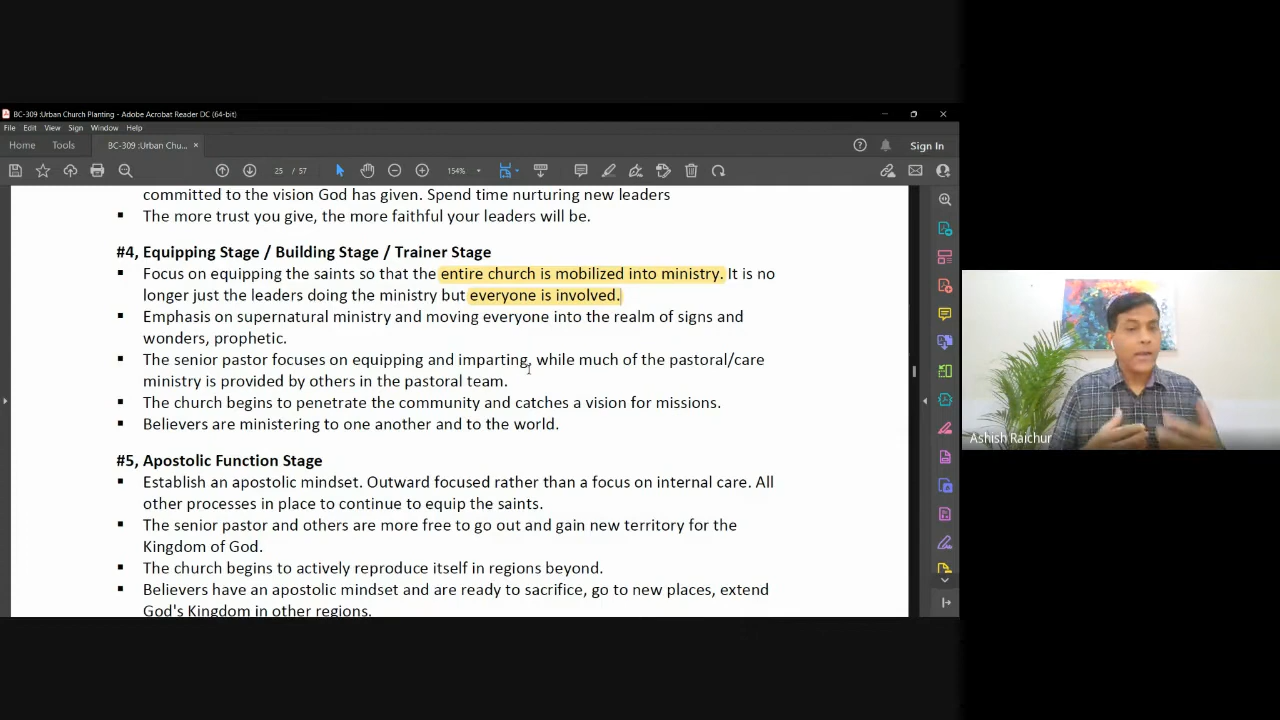 BC-309 :Urban Church Planting - Adobe Acrobat Reader DC (64-bit)
File Edit View Sign Window Help
Home Tools BC-309 :Urban Chu... × Sign In
25 / 57 154%
committed to the vision God has given. Spend time nurturing new leaders
▪ The more trust you give, the more faithful your leaders will be.
#4, Equipping Stage / Building Stage / Trainer Stage
▪ Focus on equipping the saints so that the entire church is mobilized into ministry. It is no
longer just the leaders doing the ministry but everyone is involved.
▪ Emphasis on supernatural ministry and moving everyone into the realm of signs and
wonders, prophetic.
▪ The senior pastor focuses on equipping and imparting, while much of the pastoral/care
ministry is provided by others in the pastoral team.
▪ The church begins to penetrate the community and catches a vision for missions.
▪ Believers are ministering to one another and to the world.
#5, Apostolic Function Stage
▪ Establish an apostolic mindset. Outward focused rather than a focus on internal care. All
other processes in place to continue to equip the saints.
▪ The senior pastor and others are more free to go out and gain new territory for the
Kingdom of God.
▪ The church begins to actively reproduce itself in regions beyond.
▪ Believers have an apostolic mindset and are ready to sacrifice, go to new places, extend
God's Kingdom in other regions.
Ashish Raichur